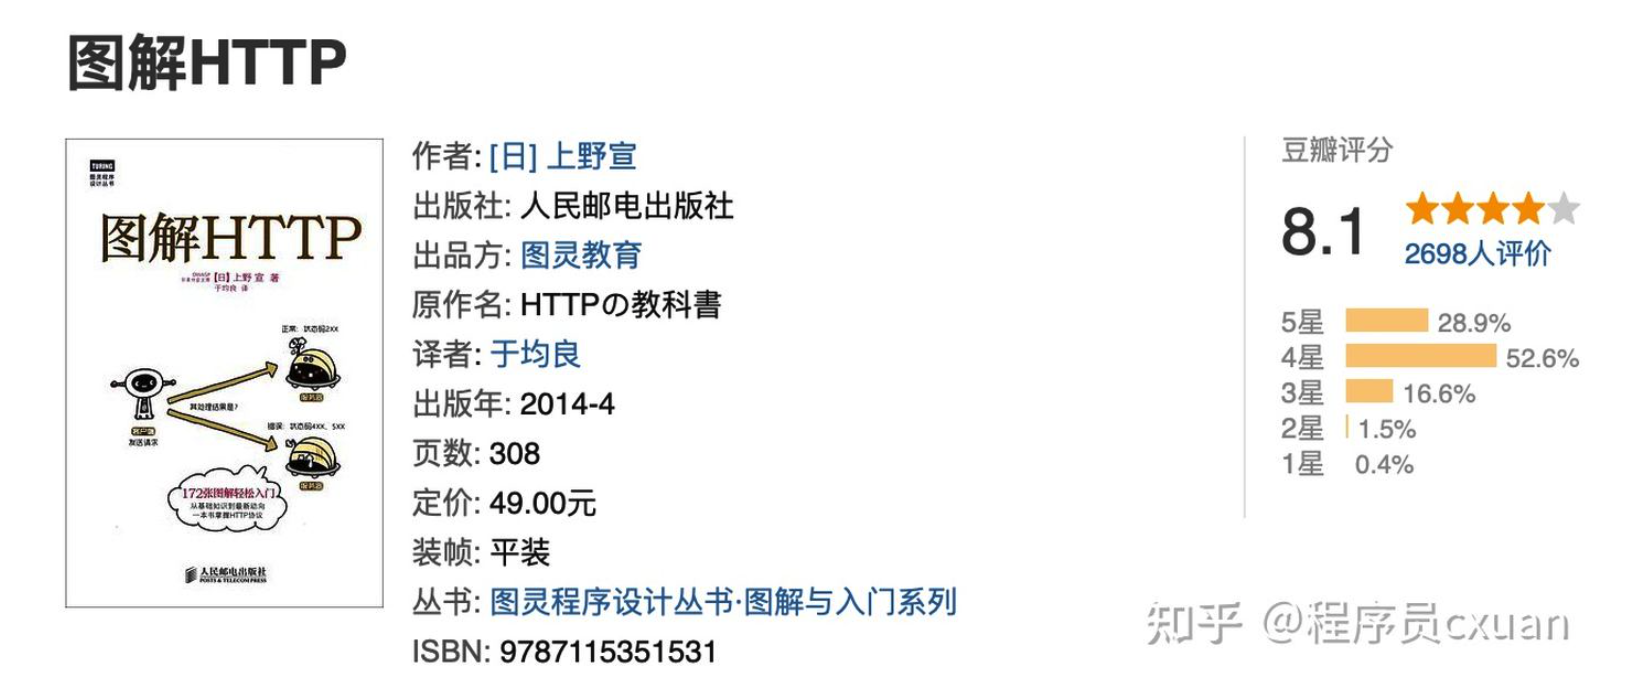 图解HTTP
TURING
图灵程序
设计丛书
图解HTTP
[日] 上野 宣 著
于均良 译
正常：状态码2XX
服务器
其处理结果是?
客户端
发送请求
错误：状态码4XX、5XX
服务器
172张图解轻松入门
从基础知识到最新动向
一本书掌握HTTP协议
人民邮电出版社
POSTS & TELECOM PRESS
作者: [日] 上野宣
出版社: 人民邮电出版社
出品方: 图灵教育
原作名: HTTPの教科書
译者: 于均良
出版年: 2014-4
页数: 308
定价: 49.00元
装帧: 平装
丛书: 图灵程序设计丛书·图解与入门系列
ISBN: 9787115351531
豆瓣评分
8.1
2698人评价
5星 28.9%
4星 52.6%
3星 16.6%
2星 1.5%
1星 0.4%
知乎 @程序员cxuan